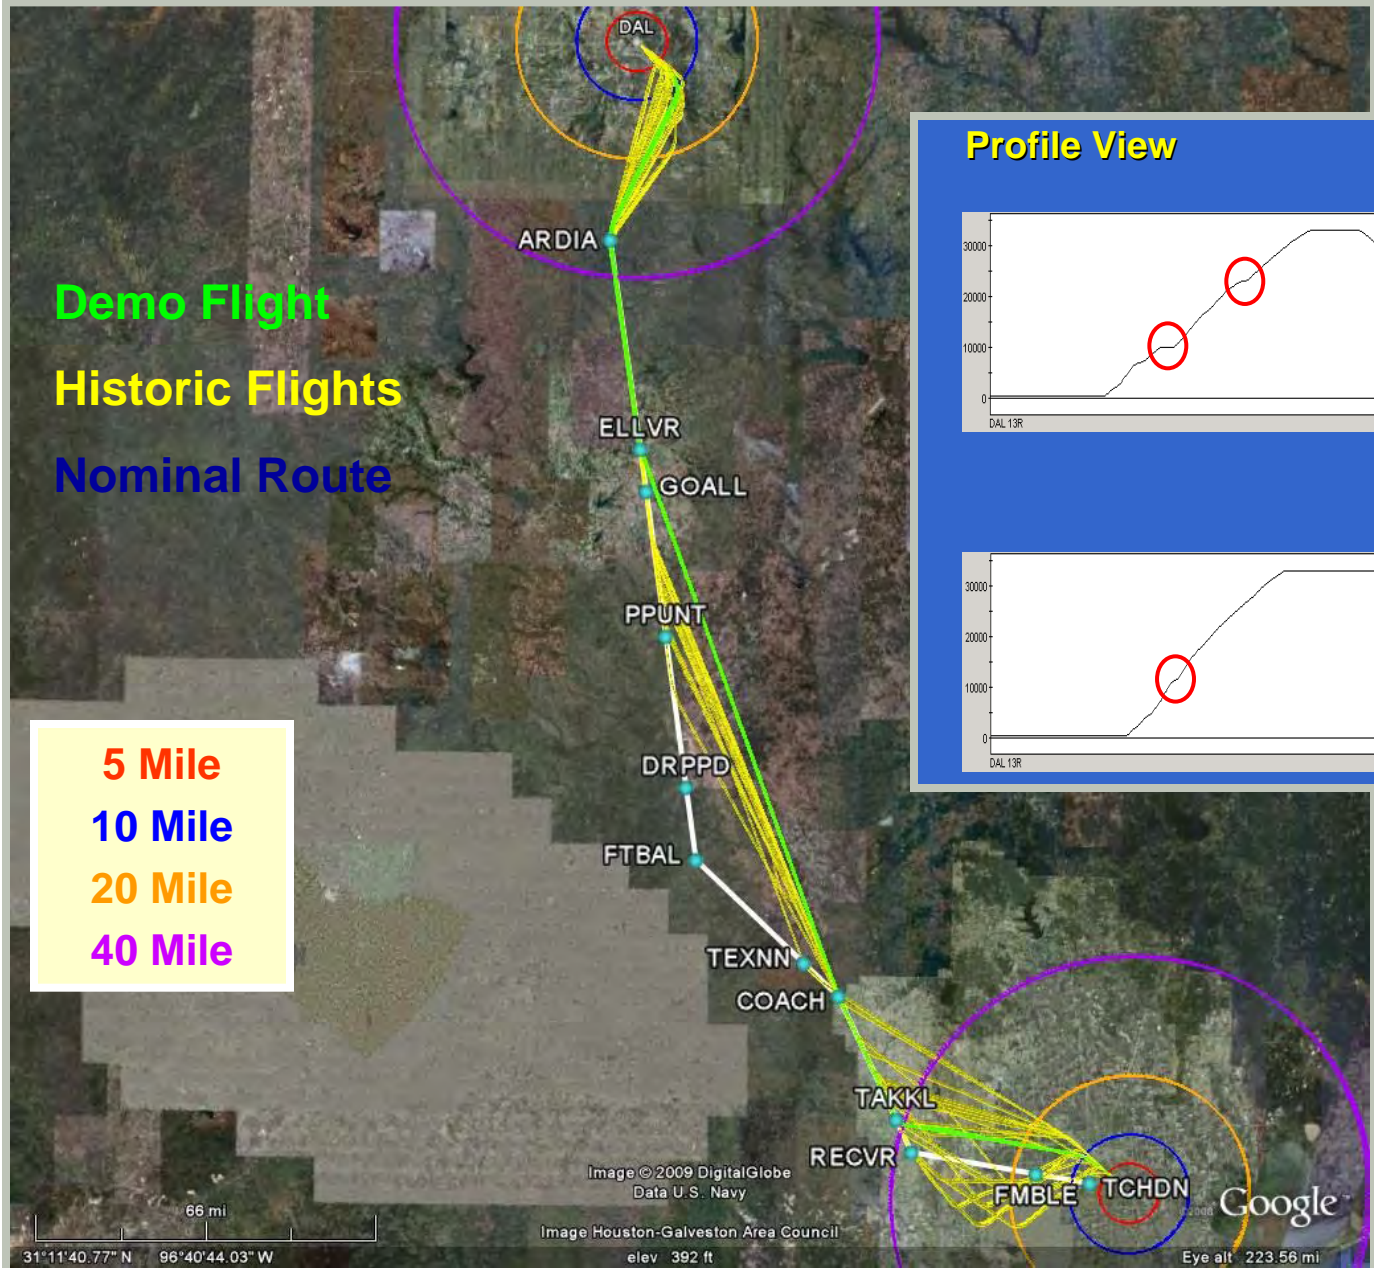 DAL
Profile View
ARDIA
30000
20000
10000
0
DAL 13R
Demo Flight
Historic Flights
Nominal Route
ELLVR
GOALL
PPUNT
30000
20000
10000
0
DAL 13R
5 Mile
10 Mile
20 Mile
40 Mile
DRPPD
FTBAL
TEXNN
COACH
TAKKL
RECVR
FMBLE
TCHDN
Image © 2009 DigitalGlobe
Data U.S. Navy
Image Houston-Galveston Area Council
Google
66 mi
31°11'40.77" N 96°40'44.03" W
elev 392 ft
Eye alt 223.56 mi